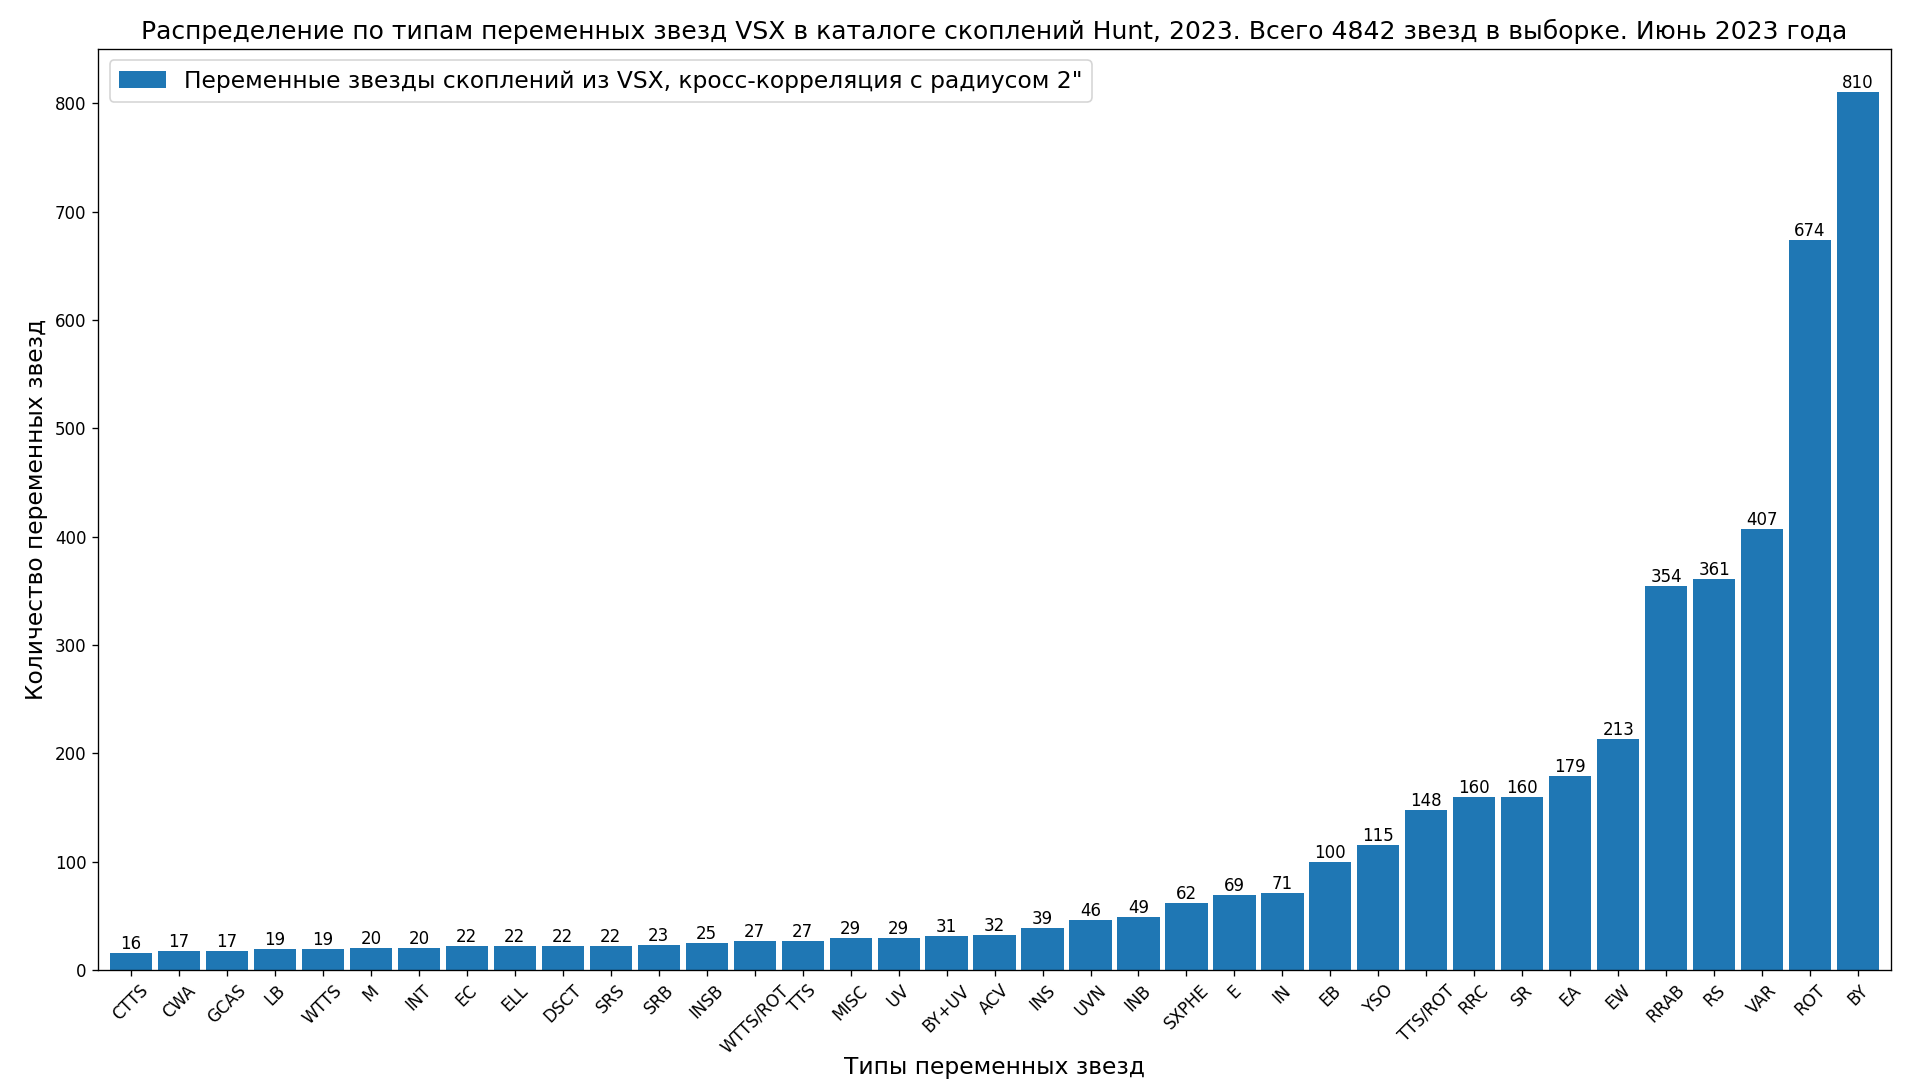 Распределение по типам переменных звезд VSX в каталоге скоплений Hunt, 2023. Всего 4842 звезд в выборке. Июнь 2023 года
Переменные звезды скоплений из VSX, кросс-корреляция с радиусом 2"
Количество переменных звезд
800
700
600
500
400
300
200
100
0
16 17 17 19 19 20 20 22 22 22 22 23 25 27 27 29 29 31 32 39 46 49 62 69 71 100 115 148 160 160 179 213 354 361 407 674 810
CTTS CWA GCAS LB WTTS M INT EC ELL DSCT SRS SRB INSB WTTS/ROT TTS MISC UV BY+UV ACV INS UVN INB SXPHE E IN EB YSO TTS/ROT RRC SR EA EW RRAB RS VAR ROT BY
Типы переменных звезд